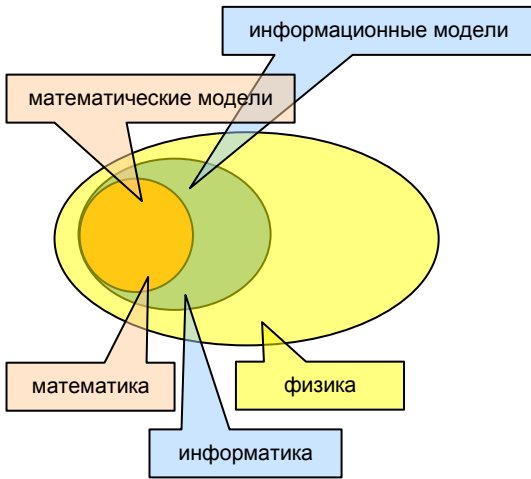 информационные модели
математические модели
математика
физика
информатика